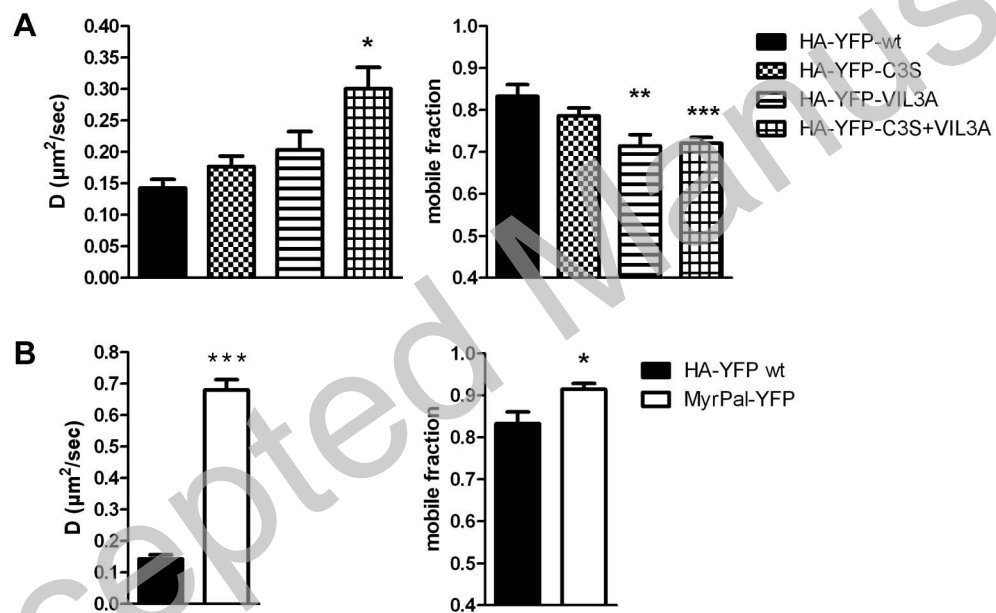 A
0.40
0.35
0.30
0.25
0.20
0.15
0.10
0.05
0.00
D (µm²/sec)
*
1.0
0.9
0.8
0.7
0.6
0.5
0.4
mobile fraction
**
***
HA-YFP-wt
HA-YFP-C3S
HA-YFP-VIL3A
HA-YFP-C3S+VIL3A
B
0.8
0.7
0.6
0.5
0.4
0.3
0.2
0.1
0.0
D (µm²/sec)
***
1.0
0.9
0.8
0.7
0.6
0.5
0.4
mobile fraction
*
HA-YFP wt
MyrPal-YFP
cepted Manus